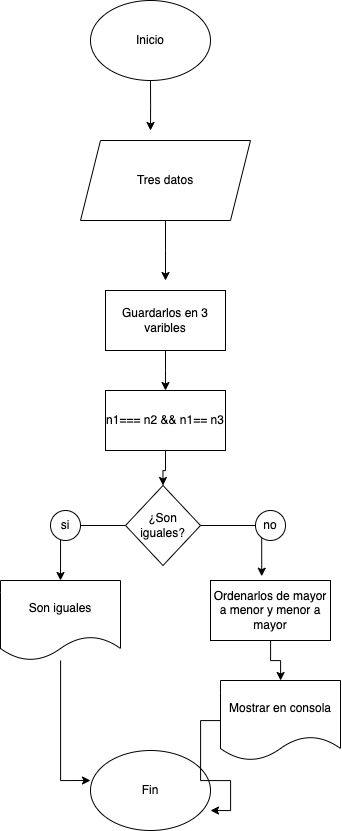 Inicio
Tres datos
Guardarlos en 3
varibles
n1=== n2 && n1== n3
¿Son
iguales?
si
no
Son iguales
Ordenarlos de mayor
a menor y menor a
mayor
Mostrar en consola
Fin